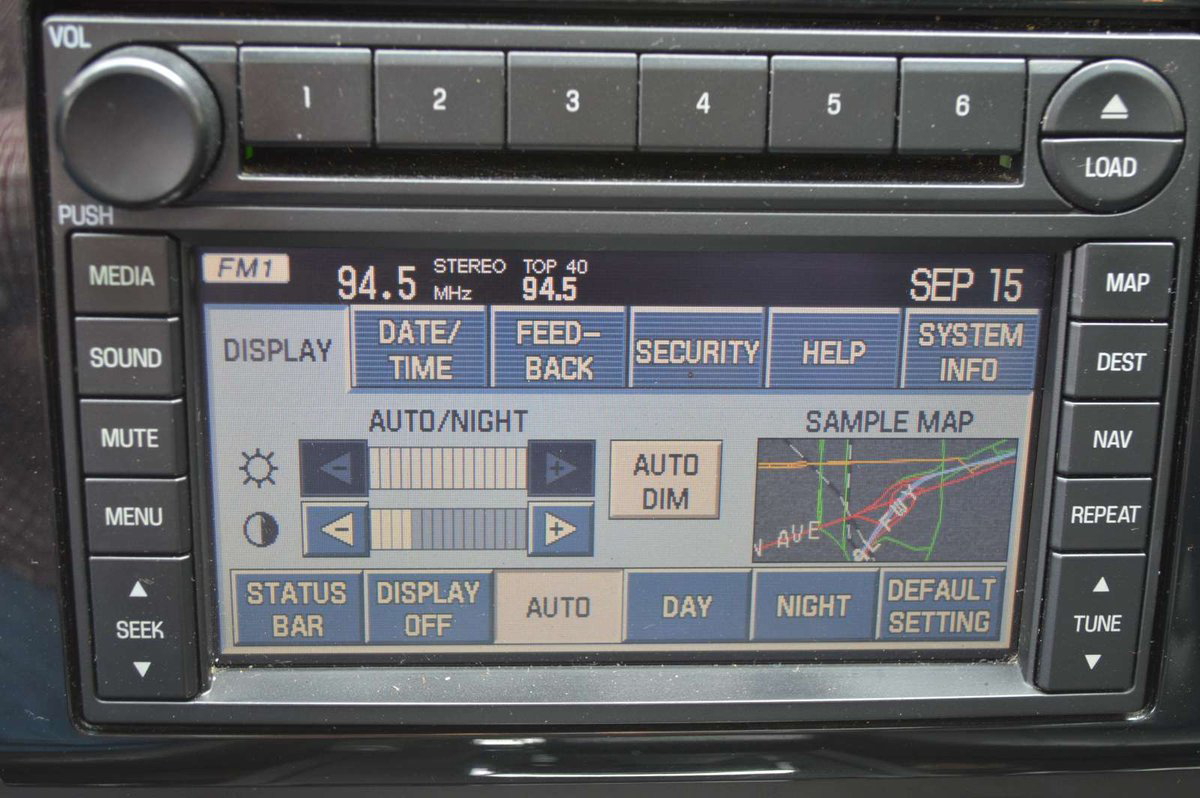 VOL
1 2 3 4 5 6
LOAD
PUSH
MEDIA
SOUND
MUTE
MENU
SEEK
FM1 94.5 STEREO TOP 40 SEP 15
MHz 94.5
DISPLAY
DATE/
TIME
FEED-
BACK
SECURITY
HELP
SYSTEM
INFO
AUTO/NIGHT
SAMPLE MAP
- +
AUTO
DIM
- +
AVE
FWY
STATUS
BAR
DISPLAY
OFF
AUTO
DAY
NIGHT
DEFAULT
SETTING
MAP
DEST
NAV
REPEAT
TUNE